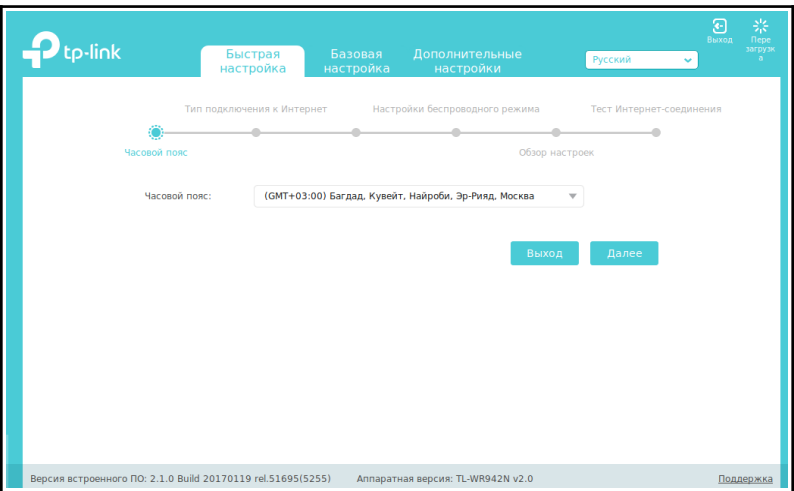 tp-link
Быстрая
настройка
Базовая
настройка
Дополнительные
настройки
Русский
Выход
Пере
загрузк
а
Тип подключения к Интернет
Настройки беспроводного режима
Тест Интернет-соединения
Часовой пояс
Обзор настроек
Часовой пояс:
(GMT+03:00) Багдад, Кувейт, Найроби, Эр-Рияд, Москва
Выход
Далее
Версия встроенного ПО: 2.1.0 Build 20170119 rel.51695(5255)
Аппаратная версия: TL-WR942N v2.0
Поддержка